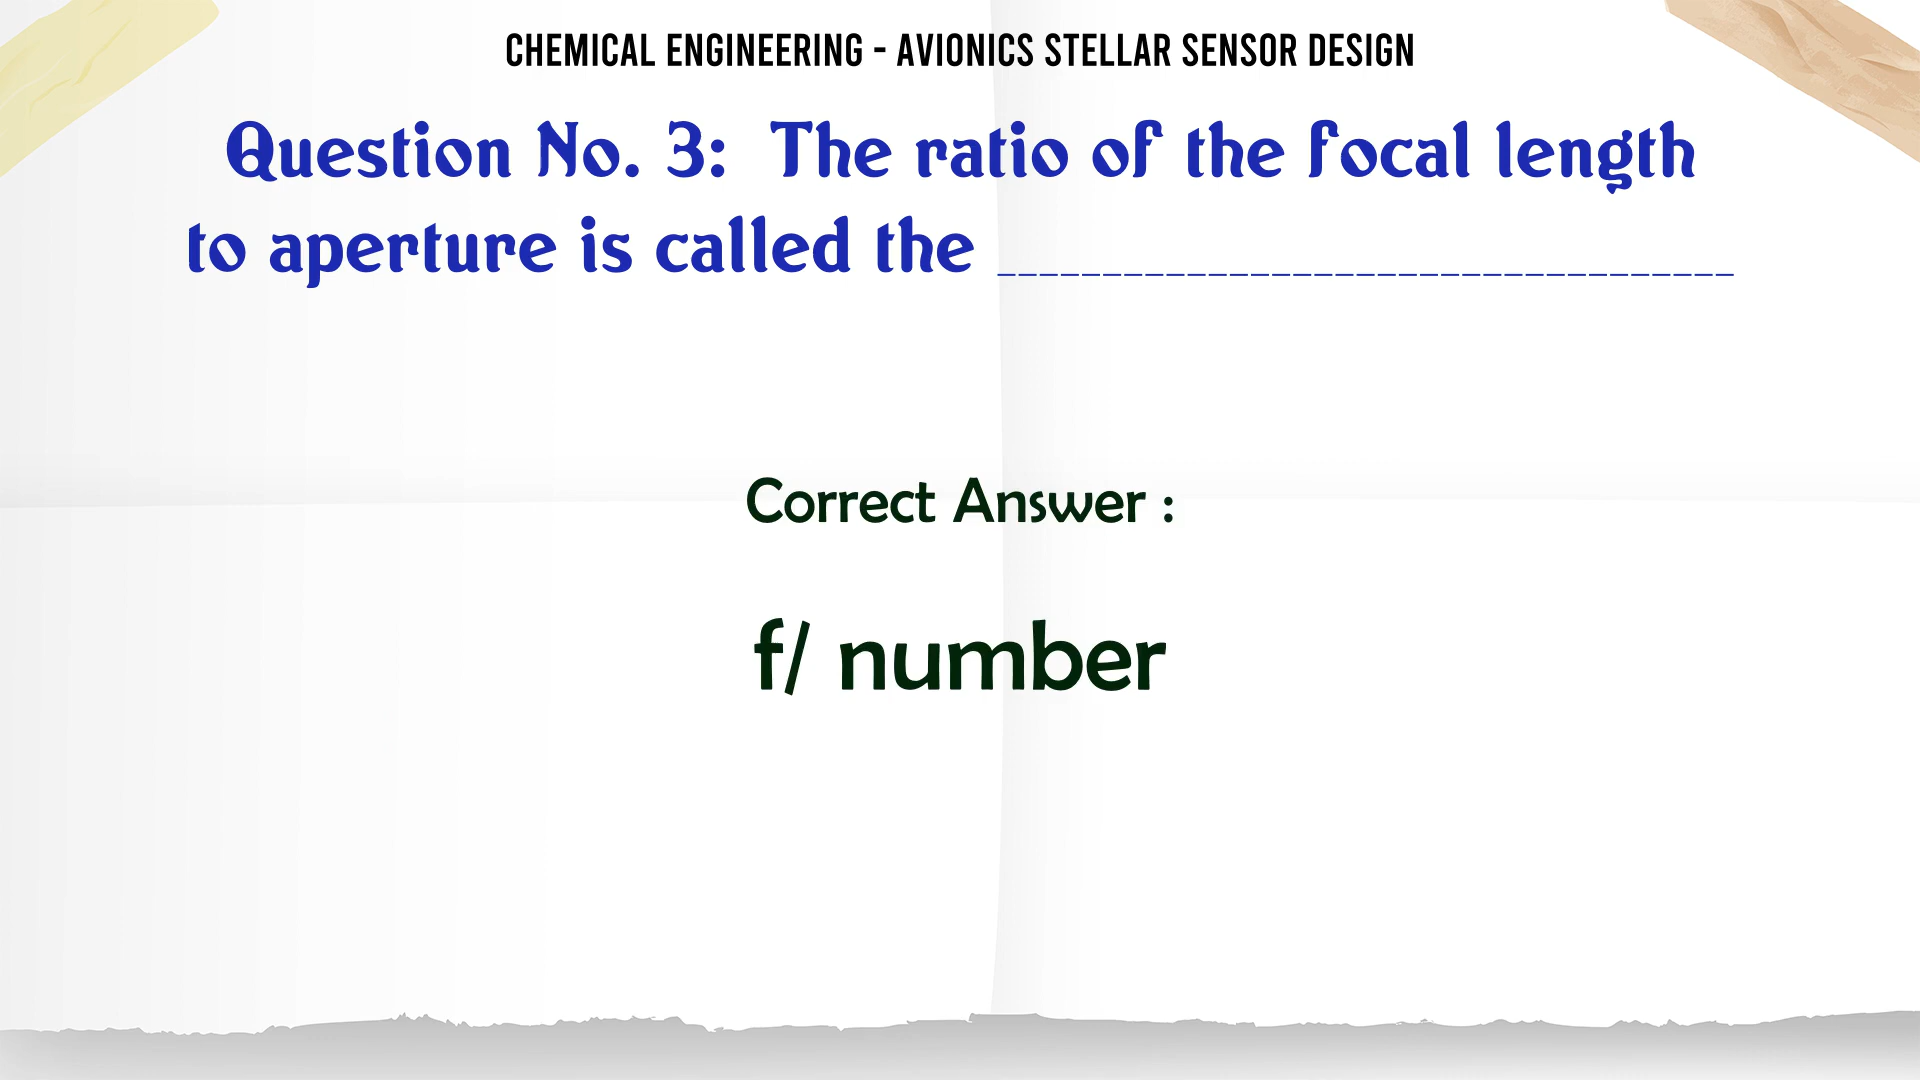 CHEMICAL ENGINEERING - AVIONICS STELLAR SENSOR DESIGN
Question No. 3: The ratio of the focal length
to aperture is called the ___________________________________
Correct Answer :
f/ number